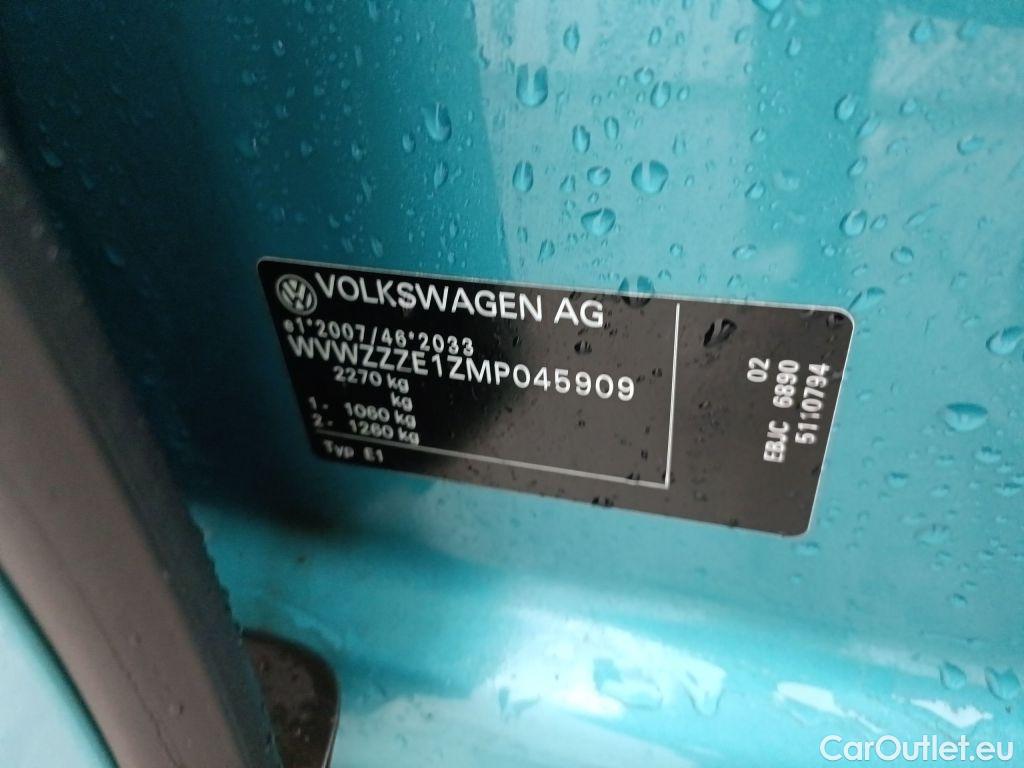 VOLKSWAGEN AG
e1*2007/46*2033
WVWZZZE1ZMP045909
2270 kg
kg
1- 1060 kg
2- 1260 kg
Typ E1
02
EBJC 6890
5110794
CarOutlet.eu